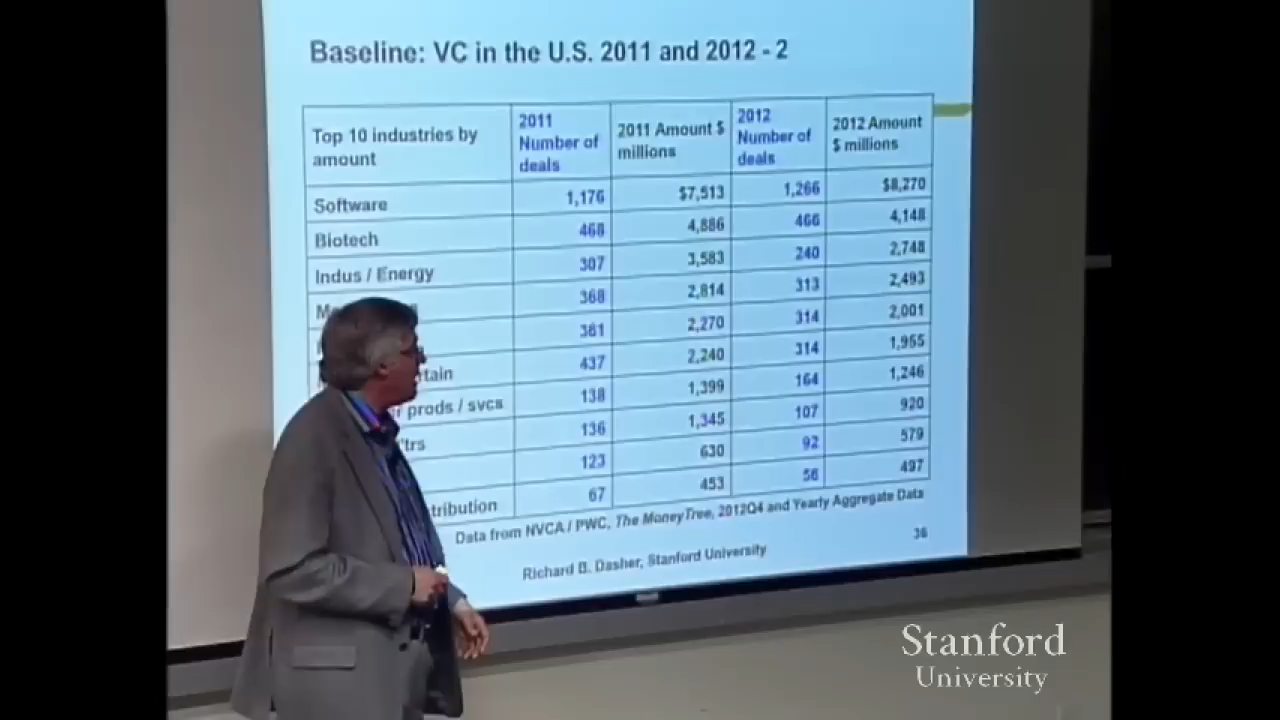 Baseline: VC in the U.S. 2011 and 2012 - 2
Top 10 industries by amount 2011 Number of deals 2011 Amount $ millions 2012 Number of deals 2012 Amount $ millions
Software 1,176 $7,513 1,266 $8,270
Biotech 468 4,886 466 4,148
Indus / Energy 307 3,583 240 2,748
368 2,814 313 2,493
381 2,270 314 2,001
437 2,240 314 1,955
prods / svcs 138 1,399 164 1,246
136 1,345 107 920
123 630 92 579
67 453 56 497
Data from NVCA / PWC, The MoneyTree, 2012Q4 and Yearly Aggregate Data
Richard B. Dasher, Stanford University
36
Stanford
University